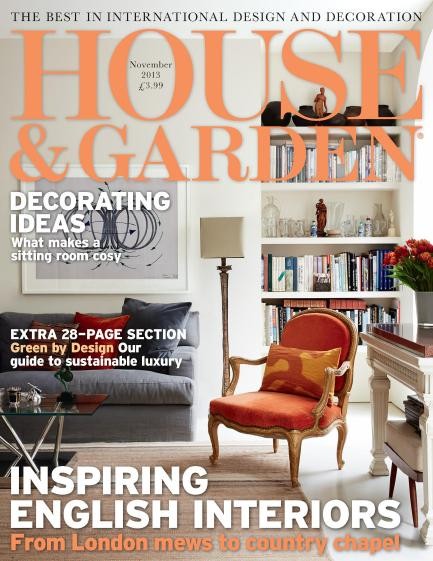 THE BEST IN INTERNATIONAL DESIGN AND DECORATION
HOUSE
November
2013
£3.99
& GARDEN®
DECORATING
IDEAS
What makes a
sitting room cosy
EXTRA 28-PAGE SECTION
Green by Design Our
guide to sustainable luxury
INSPIRING
ENGLISH INTERIORS
From London mews to country chapel